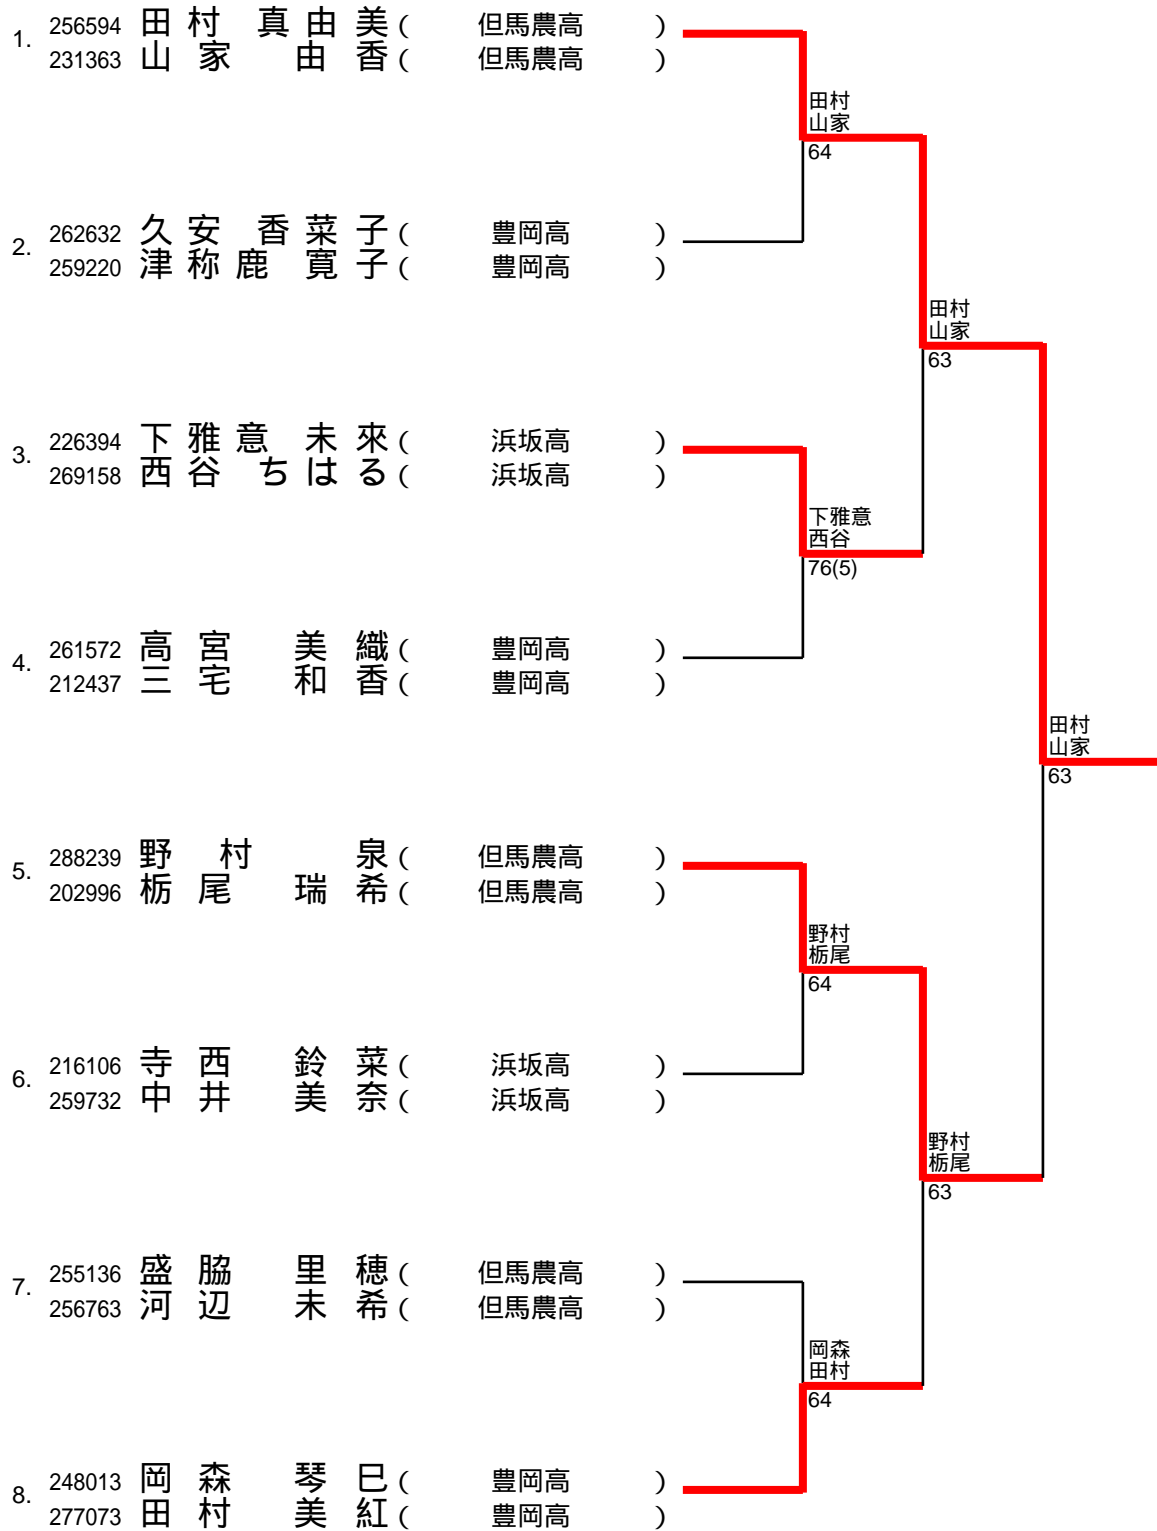 1. 256594 田村 真由美 ( 但馬農高 )
231363 山家 由香 ( 但馬農高 )
田村
山家
64
2. 262632 久安 香菜子 ( 豊岡高 )
259220 津称鹿 寛子 ( 豊岡高 )
田村
山家
63
3. 226394 下雅意 未來 ( 浜坂高 )
269158 西谷 ちはる ( 浜坂高 )
下雅意
西谷
76(5)
4. 261572 高宮 美織 ( 豊岡高 )
212437 三宅 和香 ( 豊岡高 )
田村
山家
63
5. 288239 野村 泉 ( 但馬農高 )
202996 栃尾 瑞希 ( 但馬農高 )
野村
栃尾
64
6. 216106 寺西 鈴菜 ( 浜坂高 )
259732 中井 美奈 ( 浜坂高 )
野村
栃尾
63
7. 255136 盛脇 里穂 ( 但馬農高 )
256763 河辺 未希 ( 但馬農高 )
岡森
田村
64
8. 248013 岡森 琴巳 ( 豊岡高 )
277073 田村 美紅 ( 豊岡高 )